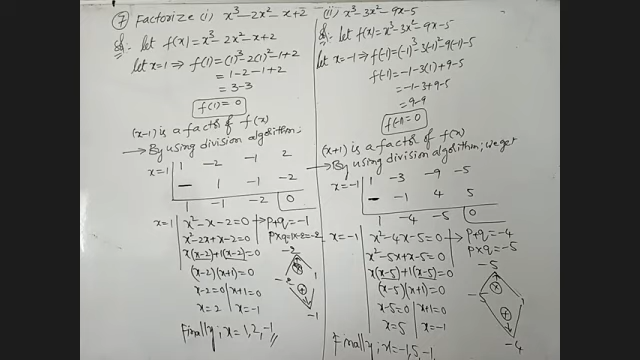 ⑦ Factorize (i) x³-2x²-x+2
Sol:- let f(x)=x³-2x²-x+2
let x=1 ⇒ f(1)=(1)³-2(1)²-1+2
= 1-2-1+2
= 3-3
f(1)=0
(x-1) is a factor of f(x)
→ By using division algorithm;
x=1 | 1 -2 -1 2
- 1 -1 -2
1 -1 -2 0
x=1 | x²-x-2=0 → p+q=-1
x²-2x+x-2=0 p×q=1x-2=-2
x(x-2)+1(x-2)=0
(x-2)(x+1)=0
x-2=0 | x+1=0
x=2 | x=-1
-2
×
-2 1
+
-1
Finally; x=1,2,-1
(ii) x³-3x²-9x-5
Sol:- let f(x)=x³-3x²-9x-5
let x=-1 ⇒ f(-1)=(-1)³-3(-1)²-9(-1)-5
f(-1)=-1-3(1)+9-5
=-1-3+9-5
=9-9
f(-1)=0
(x+1) is a factor of f(x)
→ By using division algorithm; we get
x=-1 | 1 -3 -9 -5
- -1 4 5
1 -4 -5 0
x=-1 | x²-4x-5=0 → p+q=-4
x²-5x+x-5=0 p×q=-5
x(x-5)+1(x-5)=0
(x-5)(x+1)=0
x-5=0 | x+1=0
x=5 | x=-1
-5
×
-5 1
+
-4
Finally; x=-1,5,-1